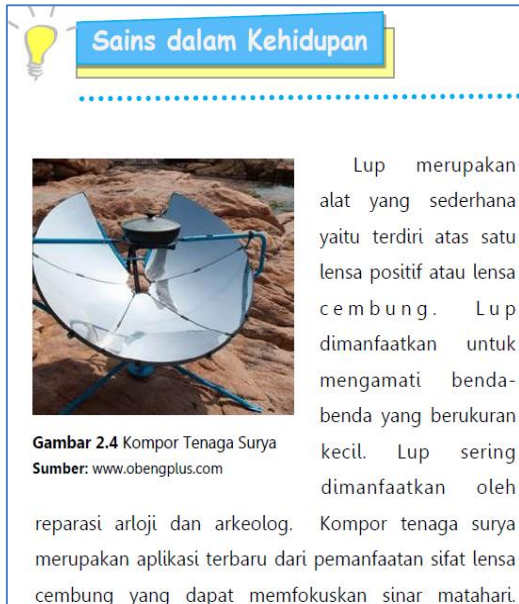 Sains dalam Kehidupan
Lup merupakan
alat yang sederhana
yaitu terdiri atas satu
lensa positif atau lensa
cembung. Lup
dimanfaatkan untuk
mengamati benda-
benda yang berukuran
kecil. Lup sering
dimanfaatkan oleh
Gambar 2.4 Kompor Tenaga Surya
Sumber: www.obengplus.com
reparasi arloji dan arkeolog. Kompor tenaga surya
merupakan aplikasi terbaru dari pemanfaatan sifat lensa
cembung yang dapat memfokuskan sinar matahari.